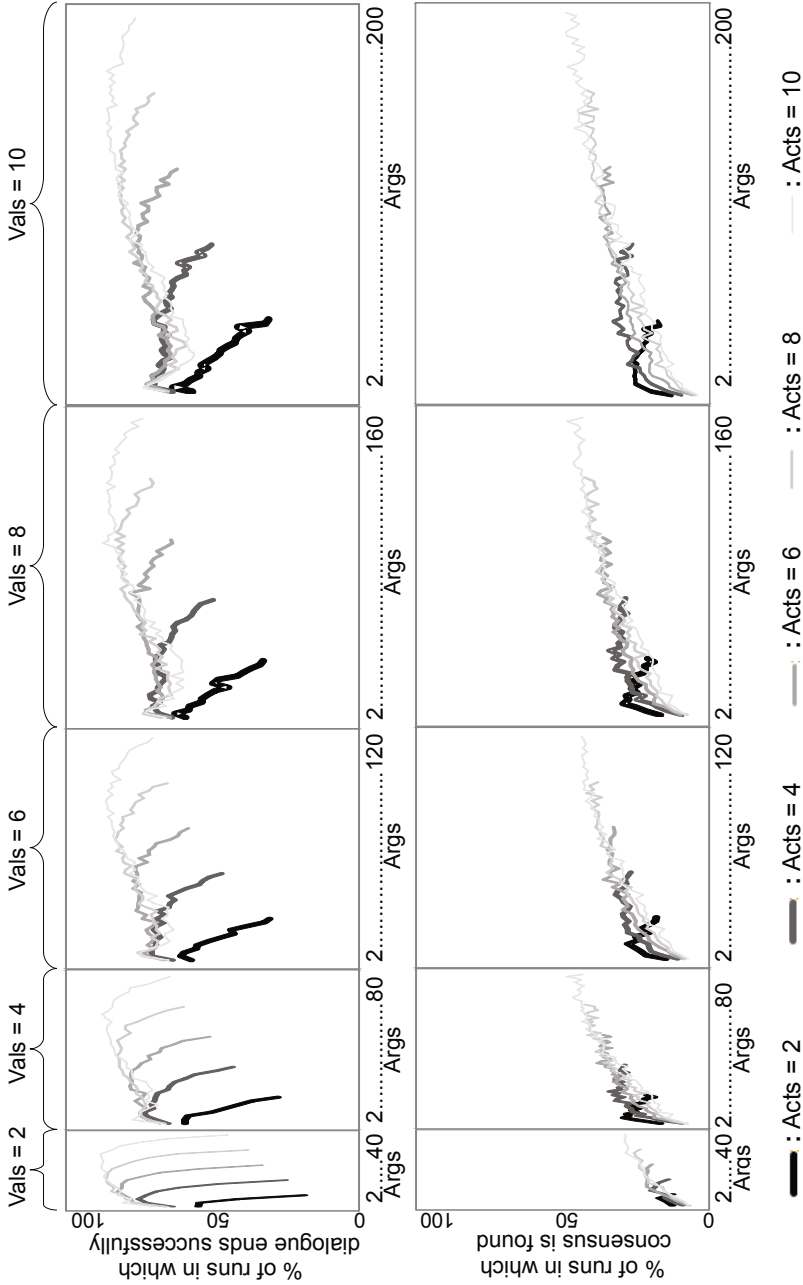 Vals = 2
Vals = 4
Vals = 6
Vals = 8
Vals = 10
% of runs in which
dialogue ends successfully
100
50
0
2........40
Args
2..............80
Args
2......................120
Args
2..............................160
Args
2......................................200
Args
% of runs in which
consensus is found
100
50
0
2........40
Args
2..............80
Args
2......................120
Args
2..............................160
Args
2......................................200
Args
: Acts = 2
: Acts = 4
: Acts = 6
: Acts = 8
: Acts = 10